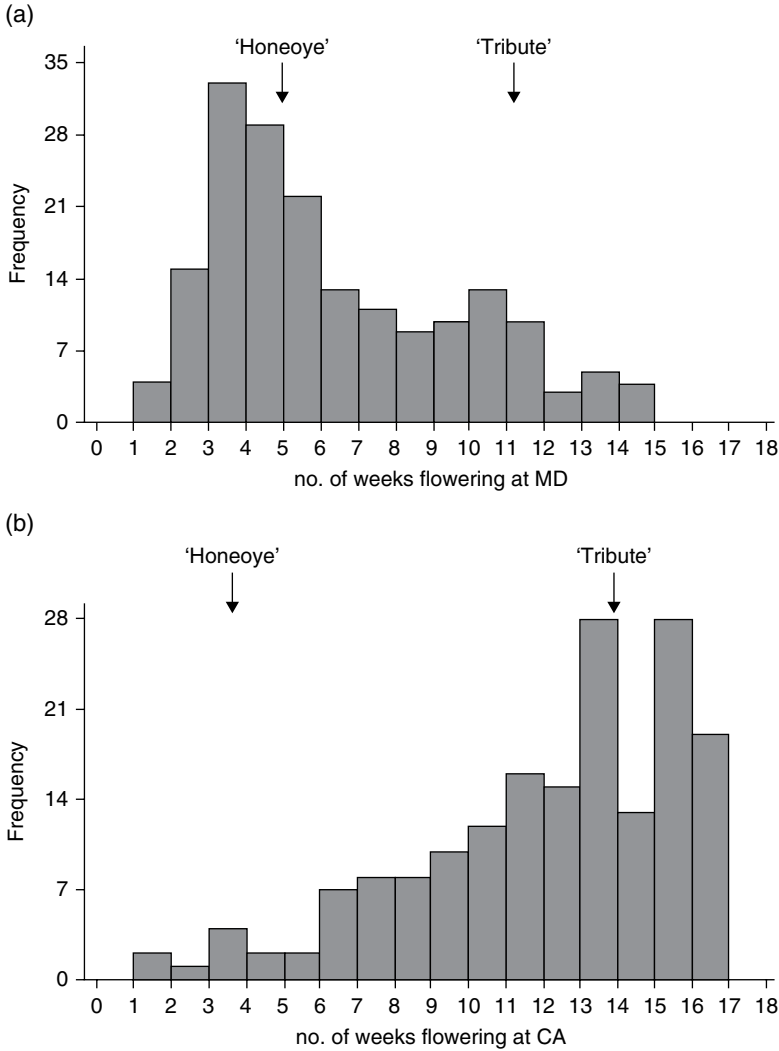 (a)
'Honeoye' 'Tribute'
35
28
21
14
7
0
Frequency
0 1 2 3 4 5 6 7 8 9 10 11 12 13 14 15 16 17 18
no. of weeks flowering at MD
(b)
'Honeoye' 'Tribute'
28
21
14
7
0
Frequency
0 1 2 3 4 5 6 7 8 9 10 11 12 13 14 15 16 17 18
no. of weeks flowering at CA